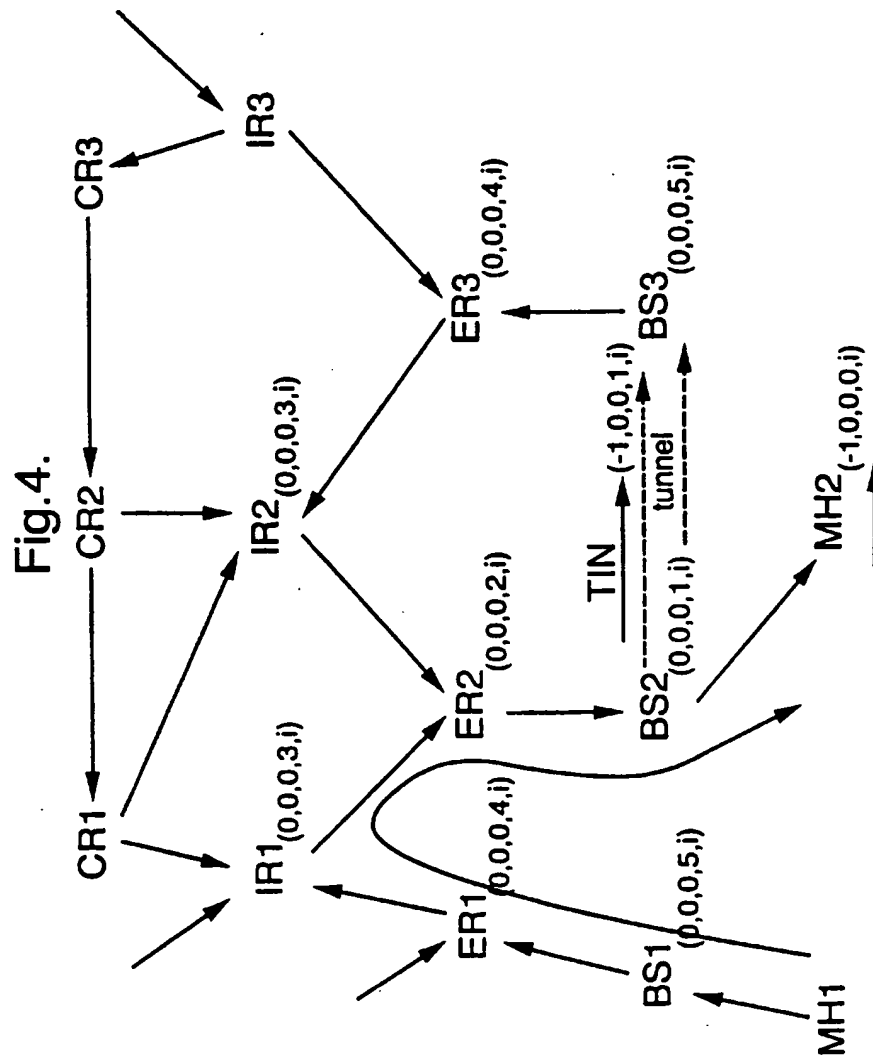 Fig.4.
CR1
CR2
CR3
IR1(0,0,0,3,i)
IR2(0,0,0,3,i)
IR3
ER1(0,0,0,4,i)
ER2(0,0,0,2,i)
ER3(0,0,0,4,i)
TIN
(-1,0,0,1,i)
tunnel
BS1(0,0,0,5,i)
BS2(0,0,0,1,i)
BS3(0,0,0,5,i)
MH1
MH2(-1,0,0,0,i)